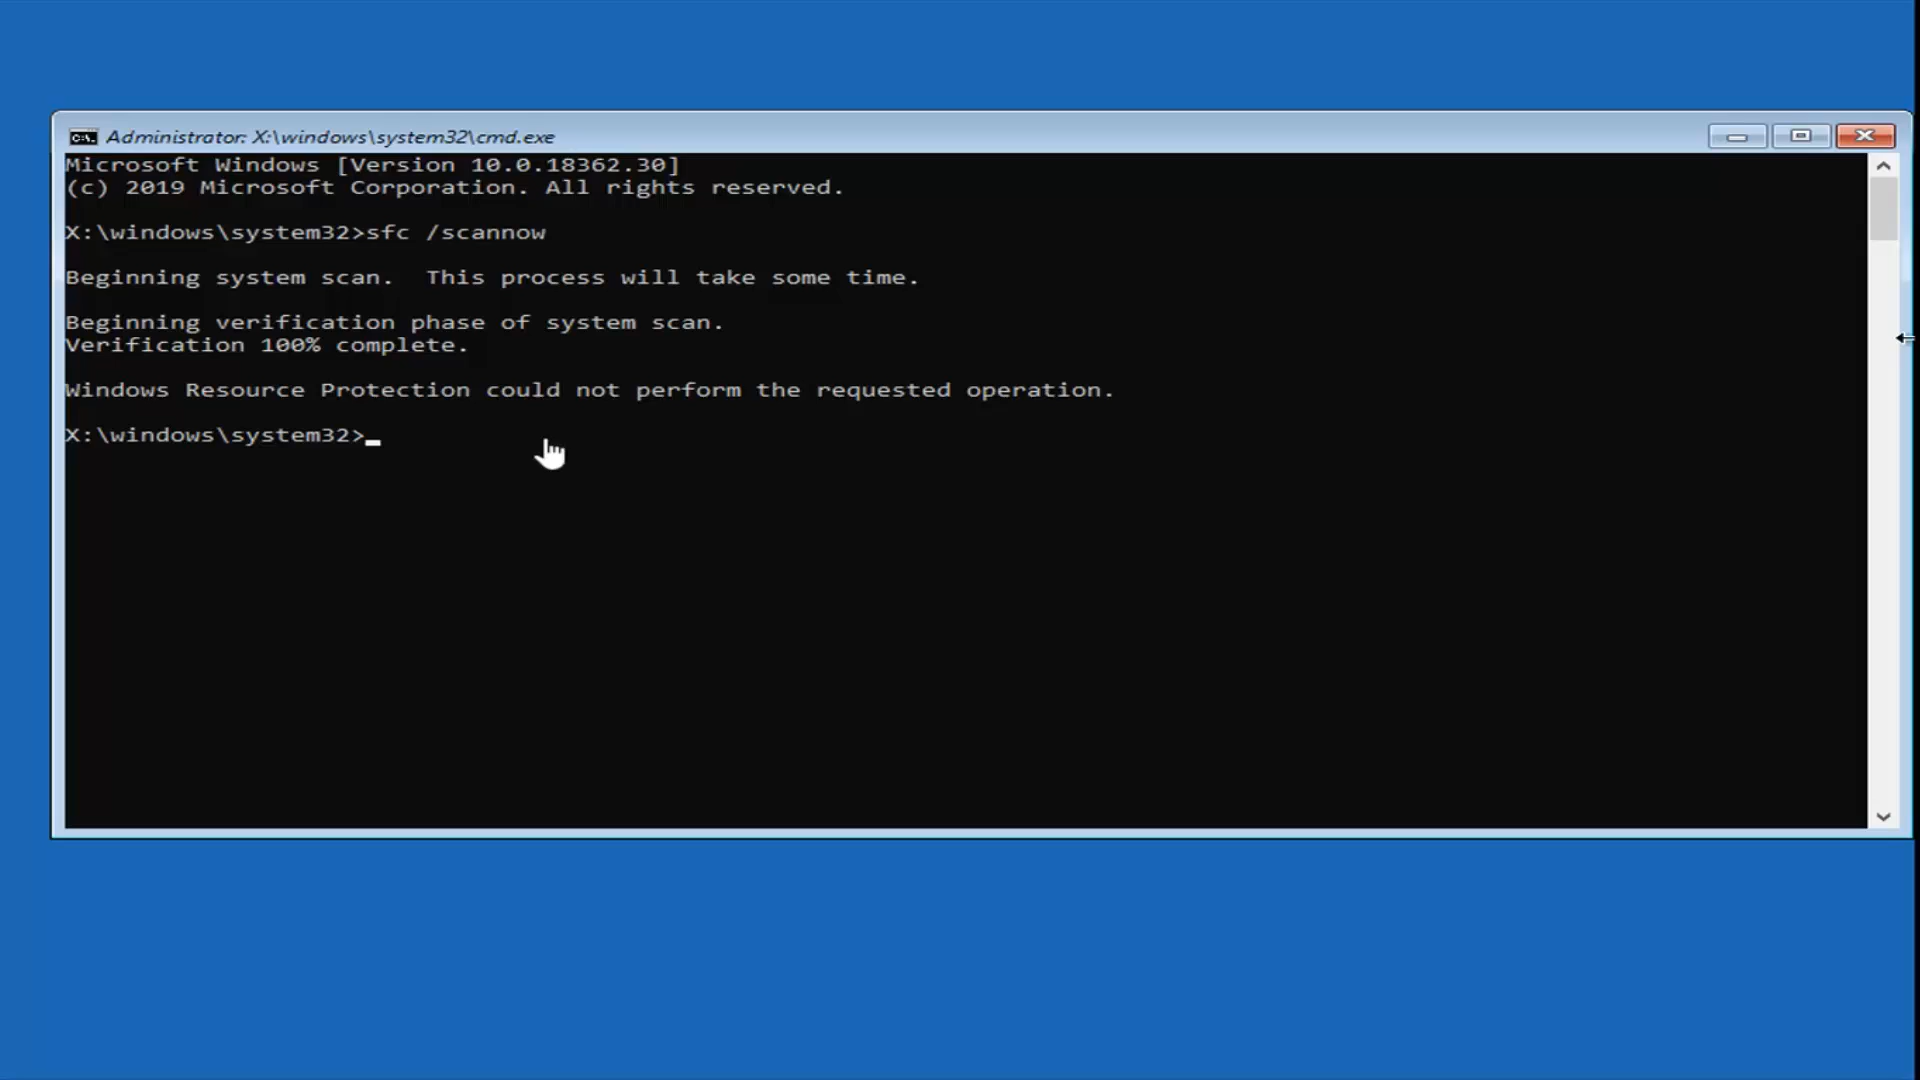 Administrator: X:\windows\system32\cmd.exe
Microsoft Windows [Version 10.0.18362.30]
(c) 2019 Microsoft Corporation. All rights reserved.
X:\windows\system32>sfc /scannow
Beginning system scan.  This process will take some time.
Beginning verification phase of system scan.
Verification 100% complete.
Windows Resource Protection could not perform the requested operation.
X:\windows\system32>